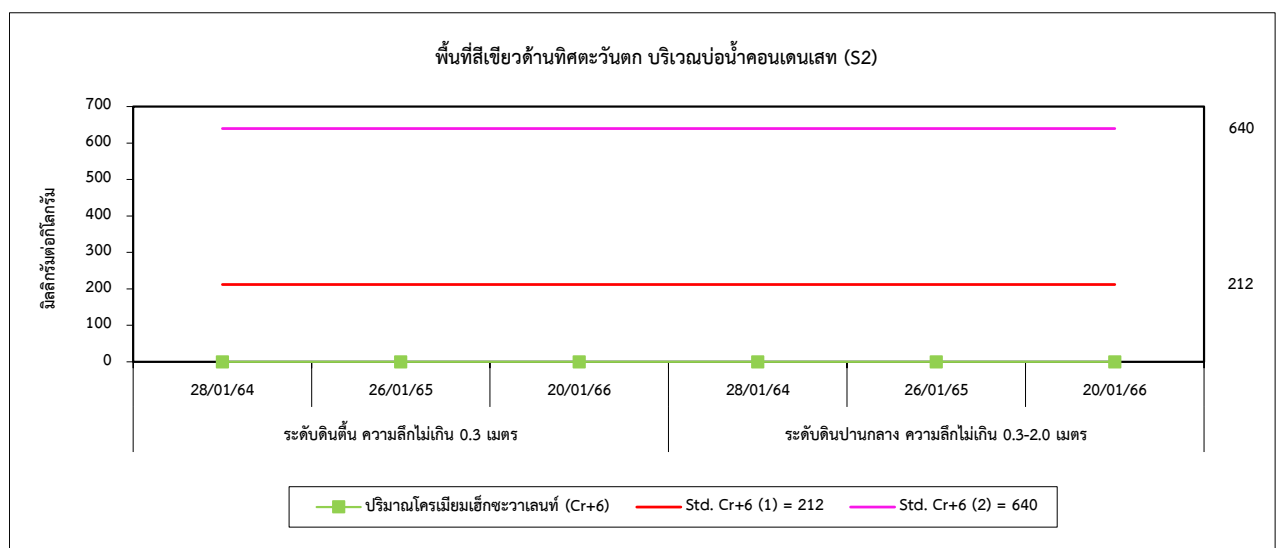 พื้นที่สีเขียวด้านทิศตะวันตก บริเวณบ่อน้ำคอนเดนเสท (S2)
มิลลิกรัมต่อกิโลกรัม
700
600
500
400
300
200
100
0
640
212
28/01/64 26/01/65 20/01/66 28/01/64 26/01/65 20/01/66
ระดับดินตื้น ความลึกไม่เกิน 0.3 เมตร ระดับดินปานกลาง ความลึกไม่เกิน 0.3-2.0 เมตร
ปริมาณโครเมียมเฮ็กซะวาเลนท์ (Cr+6) Std. Cr+6 (1) = 212 Std. Cr+6 (2) = 640